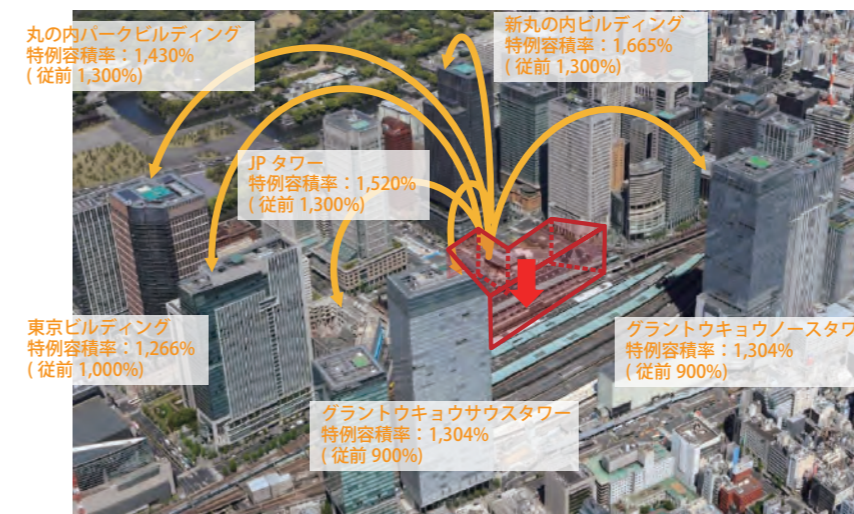 丸の内パークビルディング
特例容積率：1,430%
( 従前 1,300%)
新丸の内ビルディング
特例容積率：1,665%
( 従前 1,300%)
JP タワー
特例容積率：1,520%
( 従前 1,300%)
東京ビルディング
特例容積率：1,266%
( 従前 1,000%)
グラントウキョウノースタワ
特例容積率：1,304%
( 従前 900%)
グラントウキョウサウスタワー
特例容積率：1,304%
( 従前 900%)